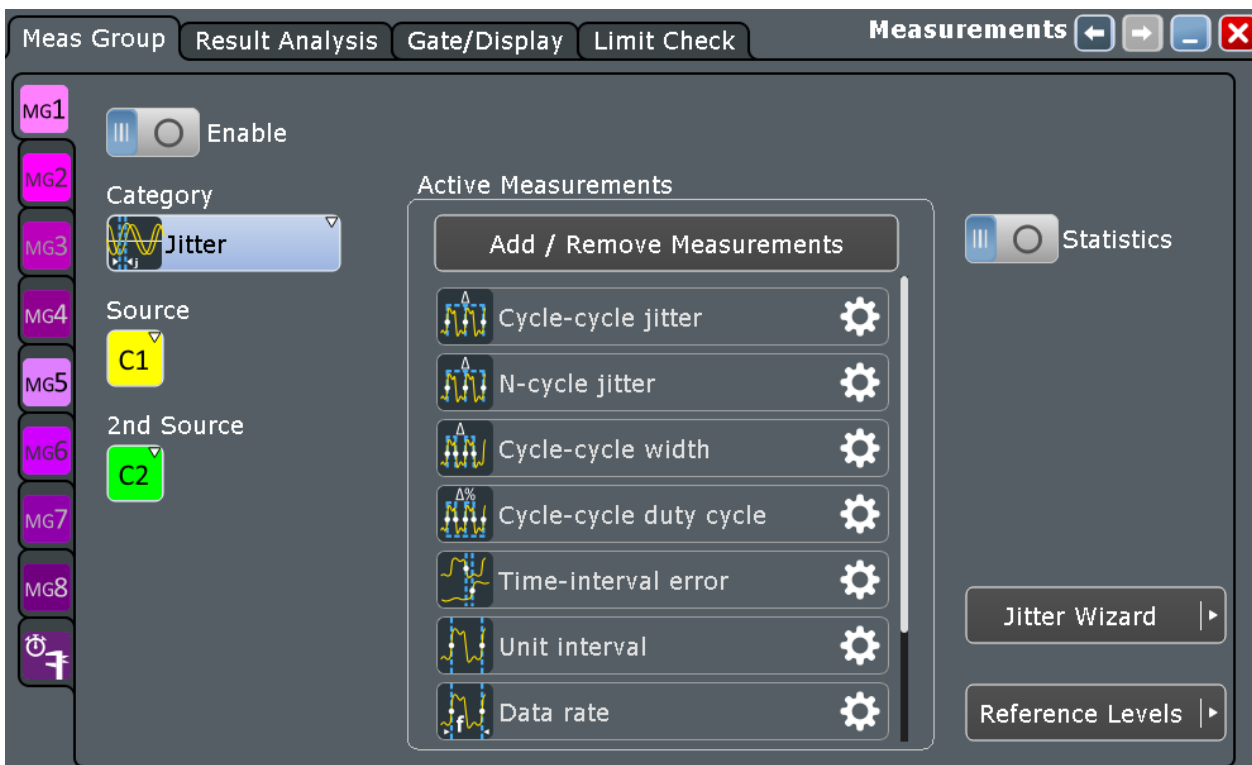 Meas Group Result Analysis Gate/Display Limit Check Measurements
MG1
Enable
MG2
Category
Active Measurements
Jitter
Add / Remove Measurements
Statistics
MG3
MG4
Source
C1
Cycle-cycle jitter
MG5
N-cycle jitter
2nd Source
C2
MG6
Cycle-cycle width
MG7
Δ%
Cycle-cycle duty cycle
MG8
Time-interval error
Jitter Wizard
Unit interval
f
Data rate
Reference Levels